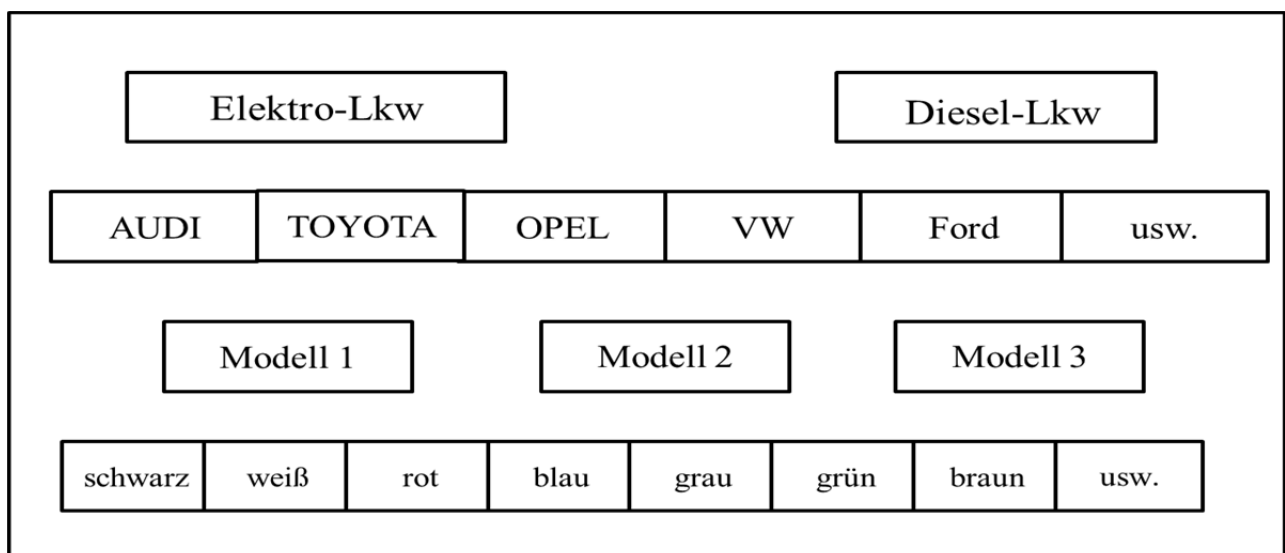 Elektro-Lkw Diesel-Lkw
AUDI TOYOTA OPEL VW Ford usw.
Modell 1 Modell 2 Modell 3
schwarz weiß rot blau grau grün braun usw.